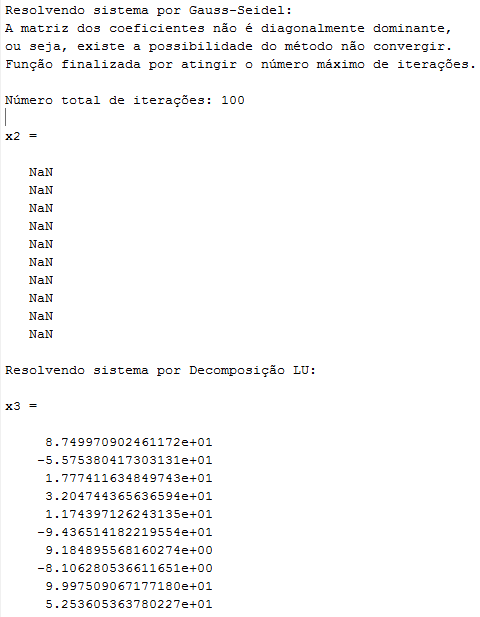 Resolvendo sistema por Gauss-Seidel:
A matriz dos coeficientes não é diagonalmente dominante,
ou seja, existe a possibilidade do método não convergir.
Função finalizada por atingir o número máximo de iterações.
Número total de iterações: 100
x2 =
NaN
NaN
NaN
NaN
NaN
NaN
NaN
NaN
NaN
NaN
Resolvendo sistema por Decomposição LU:
x3 =
8.749970902461172e+01
-5.575380417303131e+01
1.777411634849743e+01
3.204744365636594e+01
1.174397126243135e+01
-9.436514182219554e+01
9.184895568160274e+00
-8.106280536611651e+00
9.997509067177180e+01
5.253605363780227e+01